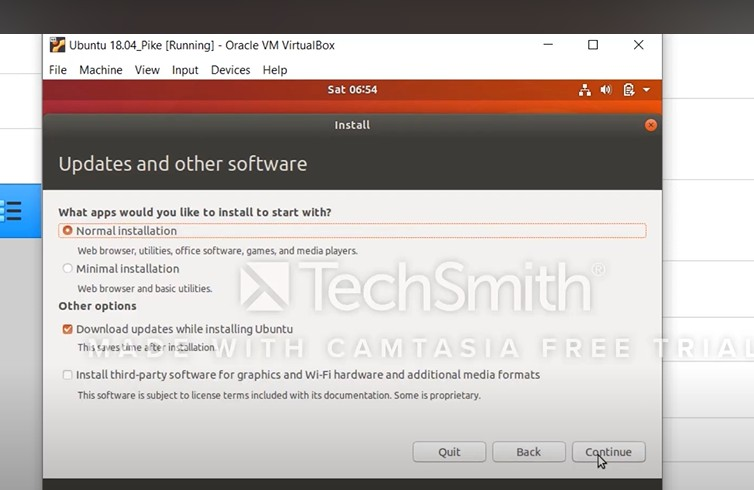 Ubuntu 18.04_Pike [Running] - Oracle VM VirtualBox
File Machine View Input Devices Help
Sat 06:54
Install
Updates and other software
What apps would you like to install to start with?
Normal installation
Web browser, utilities, office software, games, and media players.
Minimal installation
Web browser and basic utilities.
TechSmith®
Other options
Download updates while installing Ubuntu
This saves time after installation.
MADE WITH CAMTASIA FREE TRIAL
Install third-party software for graphics and Wi-Fi hardware and additional media formats
This software is subject to license terms included with its documentation. Some is proprietary.
Quit Back Continue